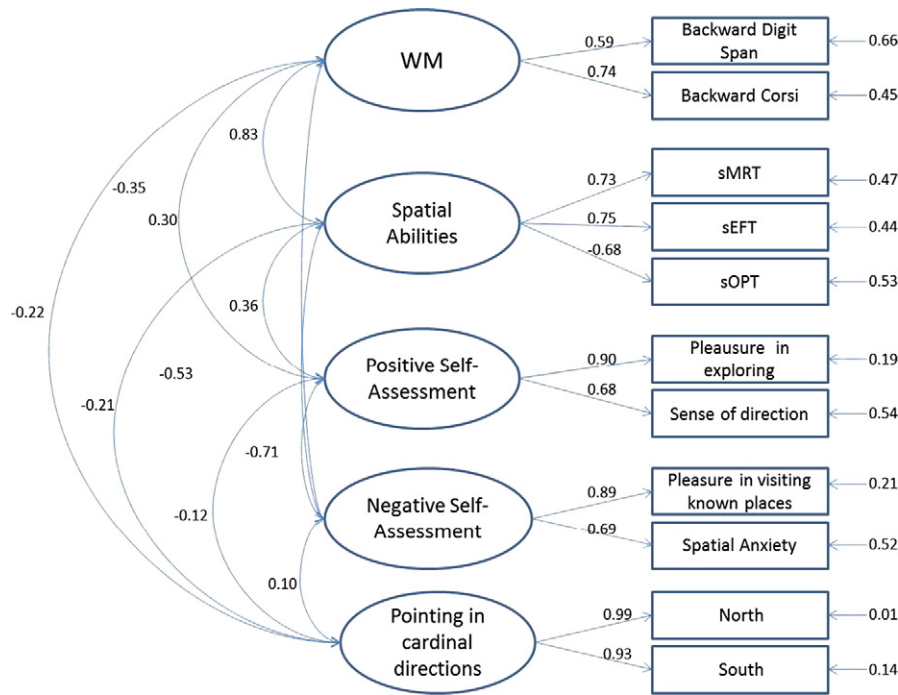 WM
0.59
0.74
Backward Digit
Span
0.66
Backward Corsi
0.45
0.83
-0.35
0.30
Spatial
Abilities
0.73
0.75
-0.68
sMRT
0.47
sEFT
0.44
sOPT
0.53
-0.22
0.36
-0.53
-0.21
Positive Self-
Assessment
0.90
0.68
Pleausure in
exploring
0.19
Sense of direction
0.54
-0.71
-0.12
Negative Self-
Assessment
0.89
0.69
Pleasure in visiting
known places
0.21
Spatial Anxiety
0.52
0.10
Pointing in
cardinal
directions
0.99
0.93
North
0.01
South
0.14